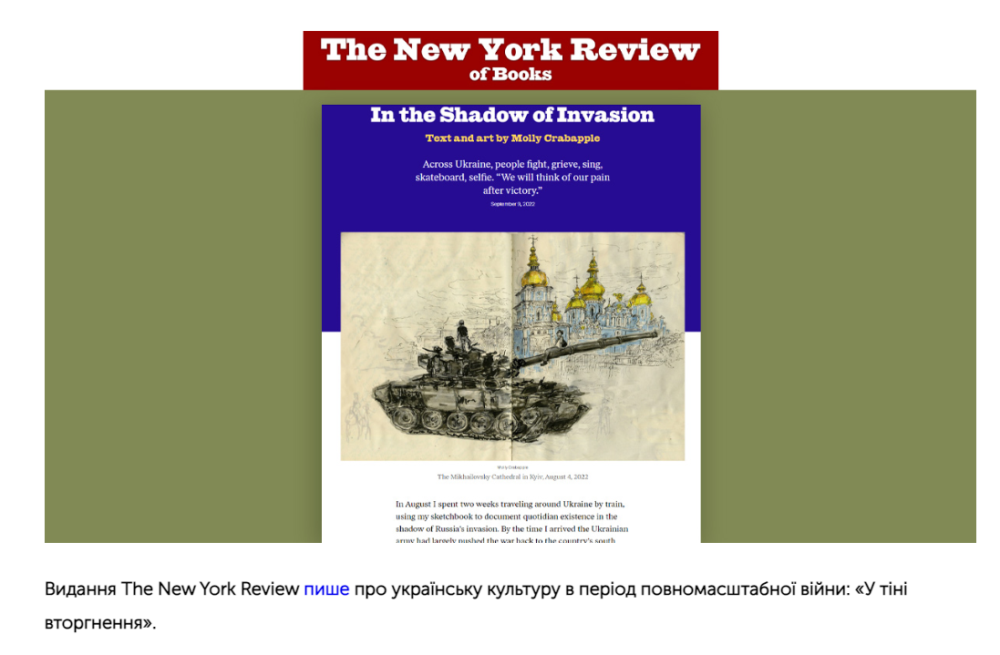 The New York Review
of Books
In the Shadow of Invasion
Text and art by Molly Crabapple
Across Ukraine, people fight, grieve, sing,
skateboard, selfie. “We will think of our pain
after victory.”
September 9, 2022
Molly Crabapple
The Mikhailovsky Cathedral in Kyiv, August 4, 2022
In August I spent two weeks traveling around Ukraine by train,
using my sketchbook to document quotidian existence in the
shadow of Russia’s invasion. By the time I arrived the Ukrainian
army had largely pushed the war back to the country’s south
Видання The New York Review пише про українську культуру в період повномасштабної війни: «У тіні
вторгнення».